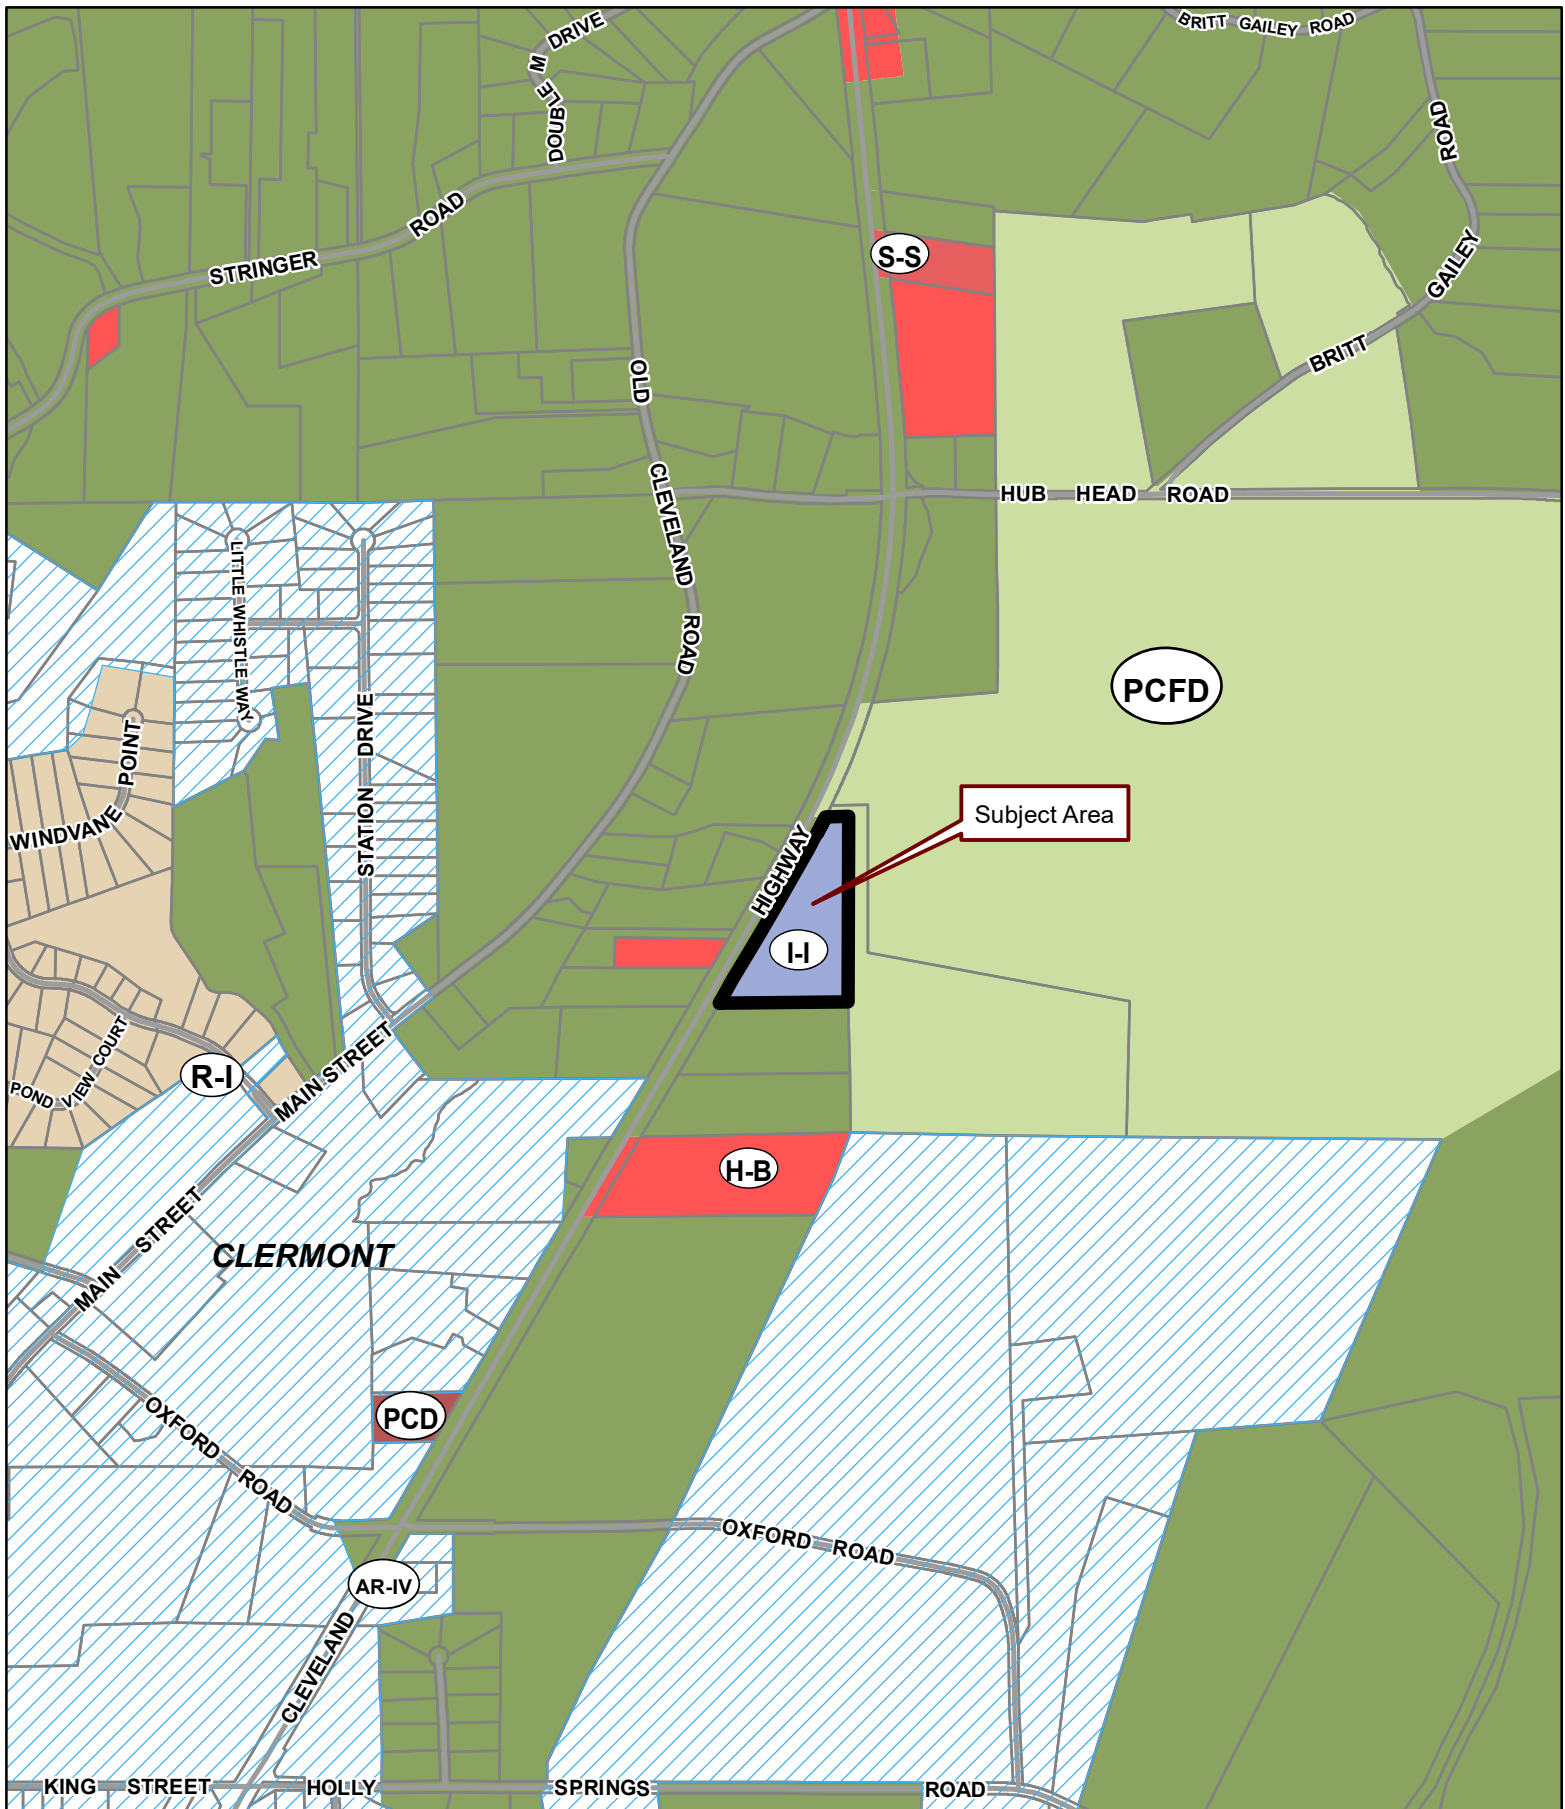 BRITT GAILEY ROAD
DOUBLE M DRIVE
ROAD
STRINGER ROAD
S-S
BRITT GAILEY
OLD CLEVELAND ROAD
HUB HEAD ROAD
LITTLE WHISTLE WAY
STATION DRIVE
PCFD
WINDVANE POINT
Subject Area
HIGHWAY
I-I
POND VIEW COURT
R-I
MAIN STREET
H-B
MAIN STREET
CLERMONT
PCD
OXFORD ROAD
OXFORD ROAD
AR-IV
CLEVELAND
KING STREET
HOLLY SPRINGS ROAD